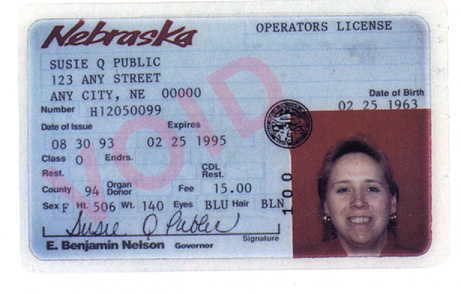 Nebraska
OPERATORS LICENSE
SUSIE Q PUBLIC
123 ANY STREET
ANY CITY, NE 00000
Date of Birth
Number H12050099 02 25 1963
Date of Issue Expires
08 30 93 02 25 1995
Class O Endrs.
Rest. CDL Rest.
County 94 Organ Donor Fee 15.00
Sex F Ht. 506 Wt. 140 Eyes BLU Hair BLN
Susie Q Public
Signature
E. Benjamin Nelson Governor
100
VOID